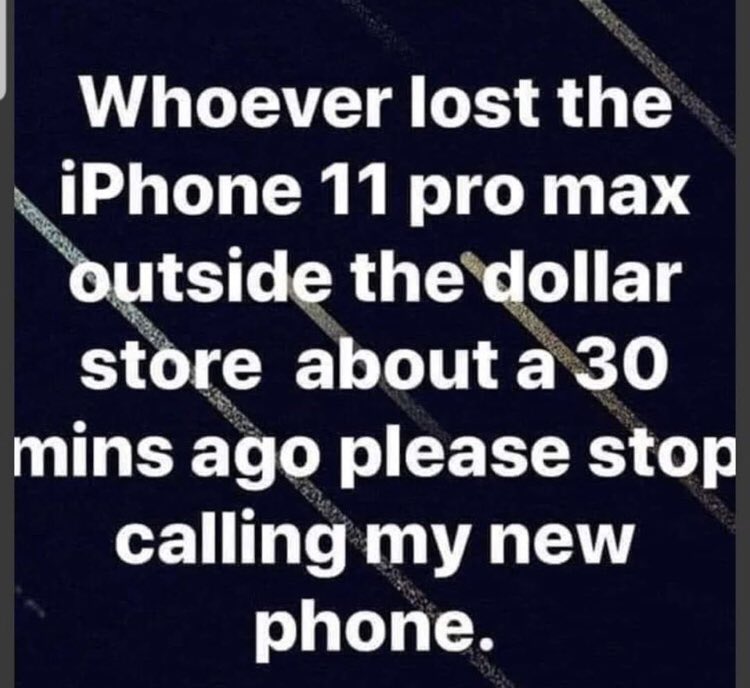 Whoever lost the
iPhone 11 pro max
outside the dollar
store about a 30
mins ago please stop
calling my new
phone.